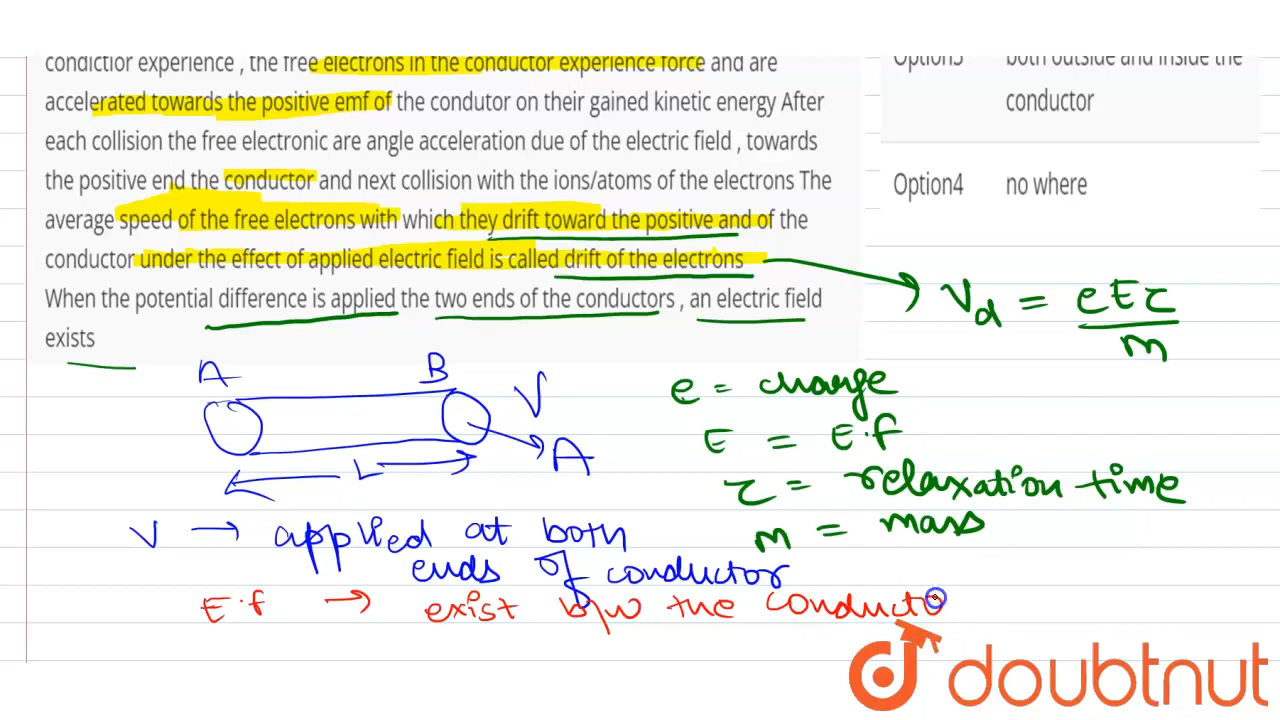 condictior experience , the free electrons in the conductor experience force and are
accelerated towards the positive emf of the condutor on their gained kinetic energy After
each collision the free electronic are angle acceleration due of the electric field , towards
the positive end the conductor and next collision with the ions/atoms of the electrons The
average speed of the free electrons with which they drift toward the positive and of the
conductor under the effect of applied electric field is called drift of the electrons
When the potential difference is applied the two ends of the conductors , an electric field
exists
Option3 both outside and inside the
conductor
Option4 no where
Vd = eEτ
m
e = charge
E = E.f
τ = relaxation time
m = mass
A B V
A
L
V → applied at both
ends of conductor
E.f → exist b/w the conducto
doubtnut